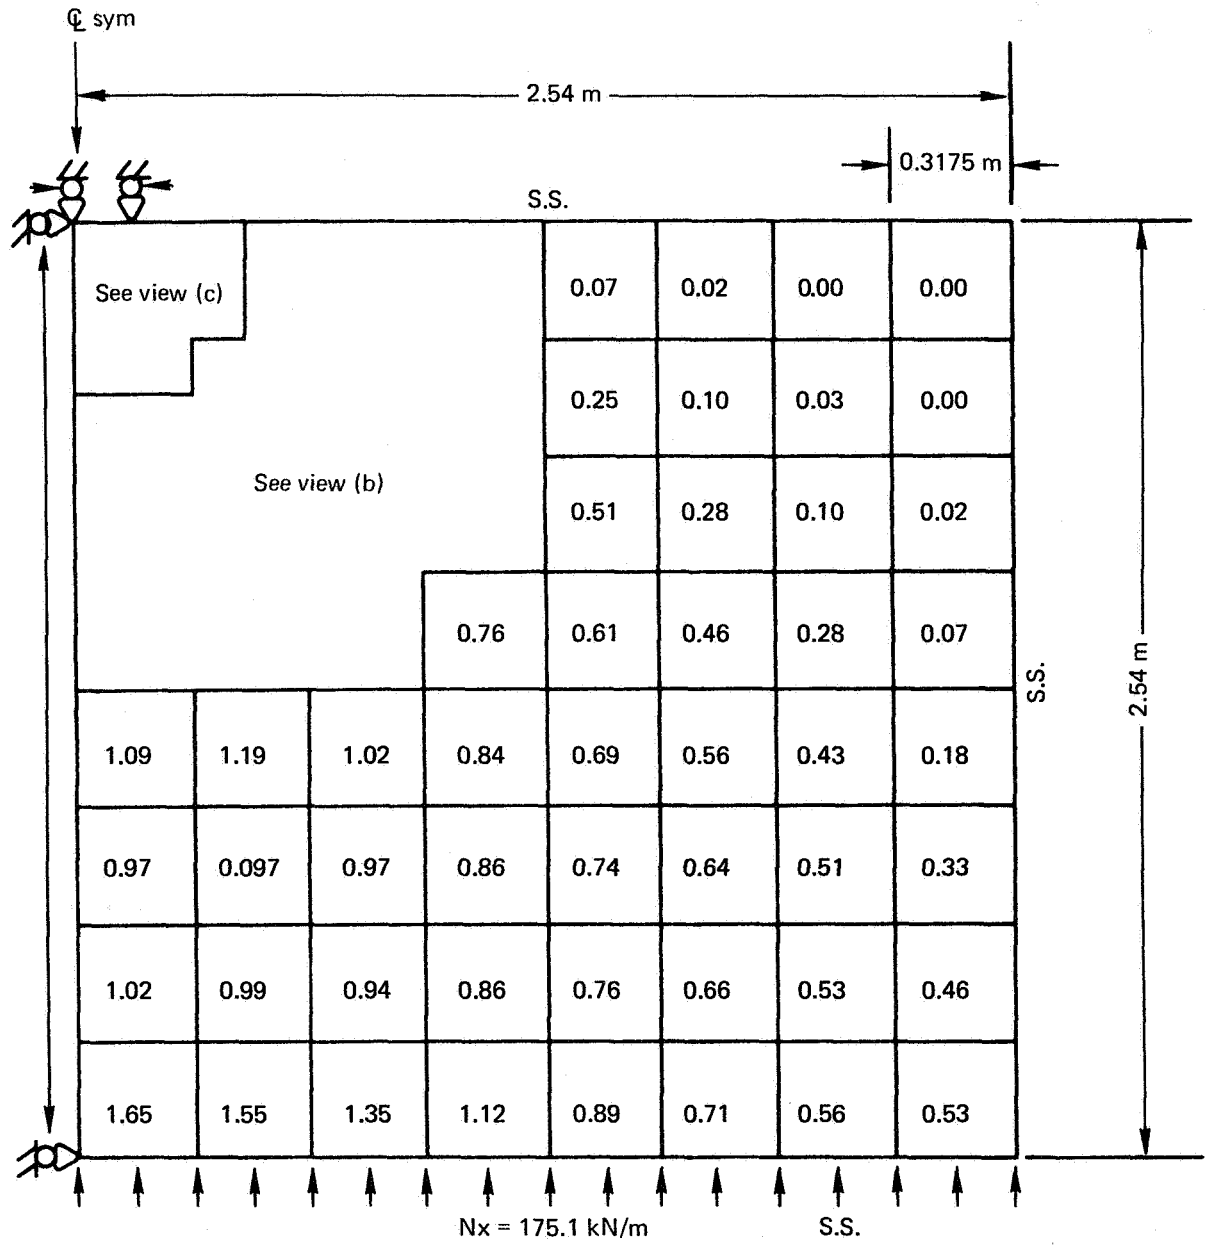 ℄ sym
2.54 m
0.3175 m
S.S.
See view (c)
0.07 0.02 0.00 0.00
0.25 0.10 0.03 0.00
See view (b)
0.51 0.28 0.10 0.02
0.76 0.61 0.46 0.28 0.07
S.S.
2.54 m
1.09 1.19 1.02 0.84 0.69 0.56 0.43 0.18
0.97 0.097 0.97 0.86 0.74 0.64 0.51 0.33
1.02 0.99 0.94 0.86 0.76 0.66 0.53 0.46
1.65 1.55 1.35 1.12 0.89 0.71 0.56 0.53
Nx = 175.1 kN/m S.S.